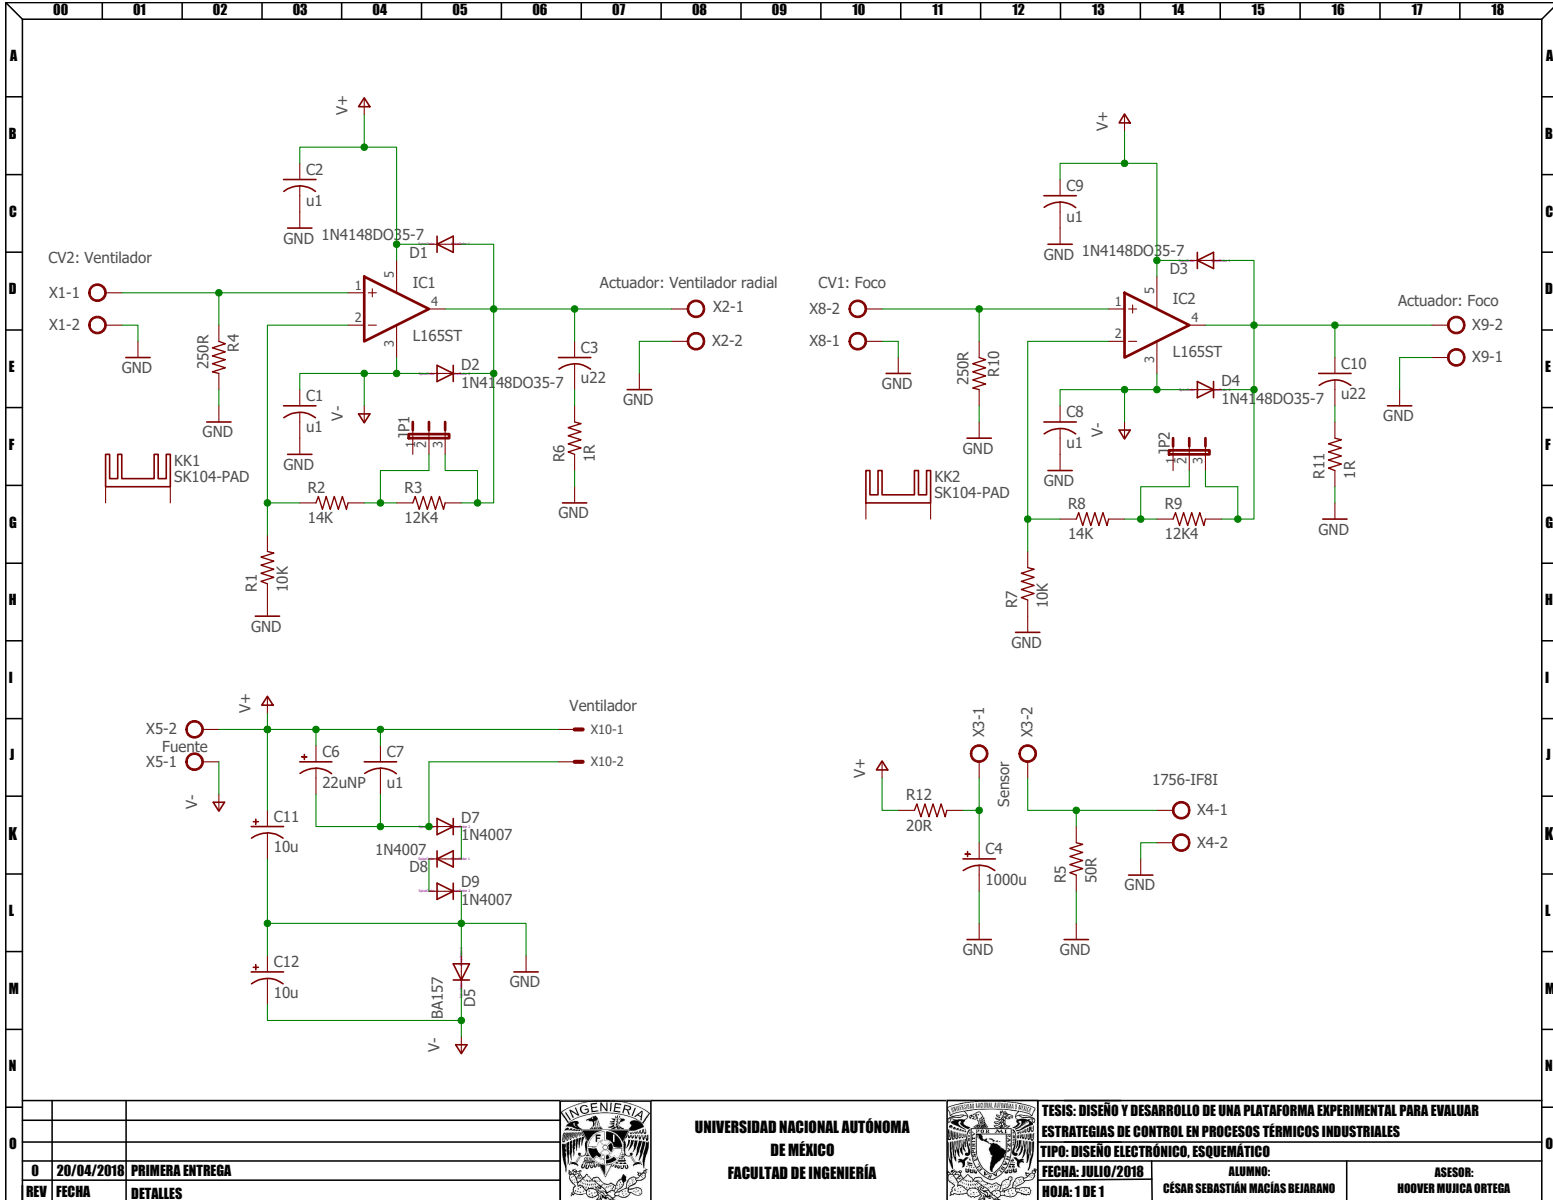 00 01 02 03 04 05 06 07 08 09 10 11 12 13 14 15 16 17 18
A A
B B
C C
D D
E E
F F
G G
H H
I I
J J
K K
L L
M M
N N
O O
V+
C2
u1
GND
1N4148DO35-7
D1
CV2: Ventilador
X1-1
X1-2
GND
250R
R4
GND
1
2
3
4
5
+
−
IC1
L165ST
D2
1N4148DO35-7
C1
u1
GND
V-
JP1
1
2
3
R2
14K
R3
12K4
R1
10K
GND
KK1
SK104-PAD
Actuador: Ventilador radial
X2-1
X2-2
GND
C3
u22
R6
1R
GND
V+
C9
u1
GND
1N4148DO35-7
D3
CV1: Foco
X8-2
X8-1
GND
250R
R10
GND
1
2
3
4
5
+
−
IC2
L165ST
D4
1N4148DO35-7
C8
u1
GND
V-
JP2
1
2
3
R8
14K
R9
12K4
R7
10K
GND
KK2
SK104-PAD
Actuador: Foco
X9-2
X9-1
GND
C10
u22
R11
1R
GND
V+
X5-2
Fuente
X5-1
V-
Ventilador
X10-1
X10-2
C6
22uNP
C7
u1
C11
10u
D7
1N4007
1N4007
D8
D9
1N4007
C12
10u
BA157
D5
GND
V-
V+
X3-1
X3-2
Sensor
R12
20R
C4
1000u
GND
R5
50R
GND
1756-IF8I
X4-1
X4-2
GND
0 20/04/2018 PRIMERA ENTREGA
REV FECHA DETALLES
INGENIERIA
UNIVERSIDAD NACIONAL AUTÓNOMA
DE MÉXICO
FACULTAD DE INGENIERÍA
TESIS: DISEÑO Y DESARROLLO DE UNA PLATAFORMA EXPERIMENTAL PARA EVALUAR
ESTRATEGIAS DE CONTROL EN PROCESOS TÉRMICOS INDUSTRIALES
TIPO: DISEÑO ELECTRÓNICO, ESQUEMÁTICO
FECHA: JULIO/2018
HOJA: 1 DE 1
ALUMNO:
CÉSAR SEBASTIÁN MACÍAS BEJARANO
ASESOR:
HOOVER MUJICA ORTEGA